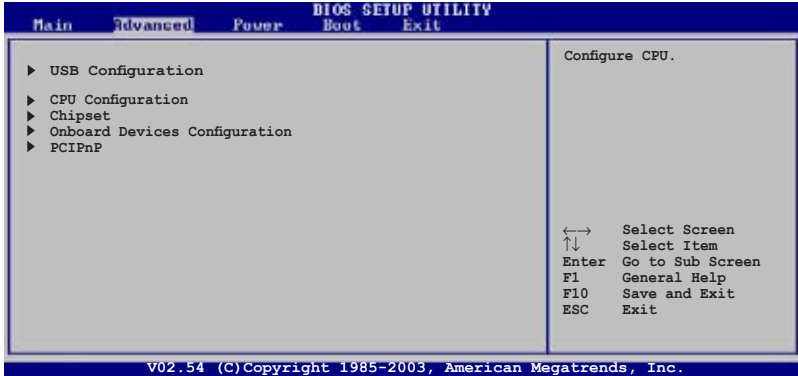 BIOS SETUP UTILITY
Main Advanced Power Boot Exit
USB Configuration
CPU Configuration
Chipset
Onboard Devices Configuration
PCIPnP
Configure CPU.
←→ Select Screen
↑↓ Select Item
Enter Go to Sub Screen
F1 General Help
F10 Save and Exit
ESC Exit
V02.54 (C)Copyright 1985-2003, American Megatrends, Inc.